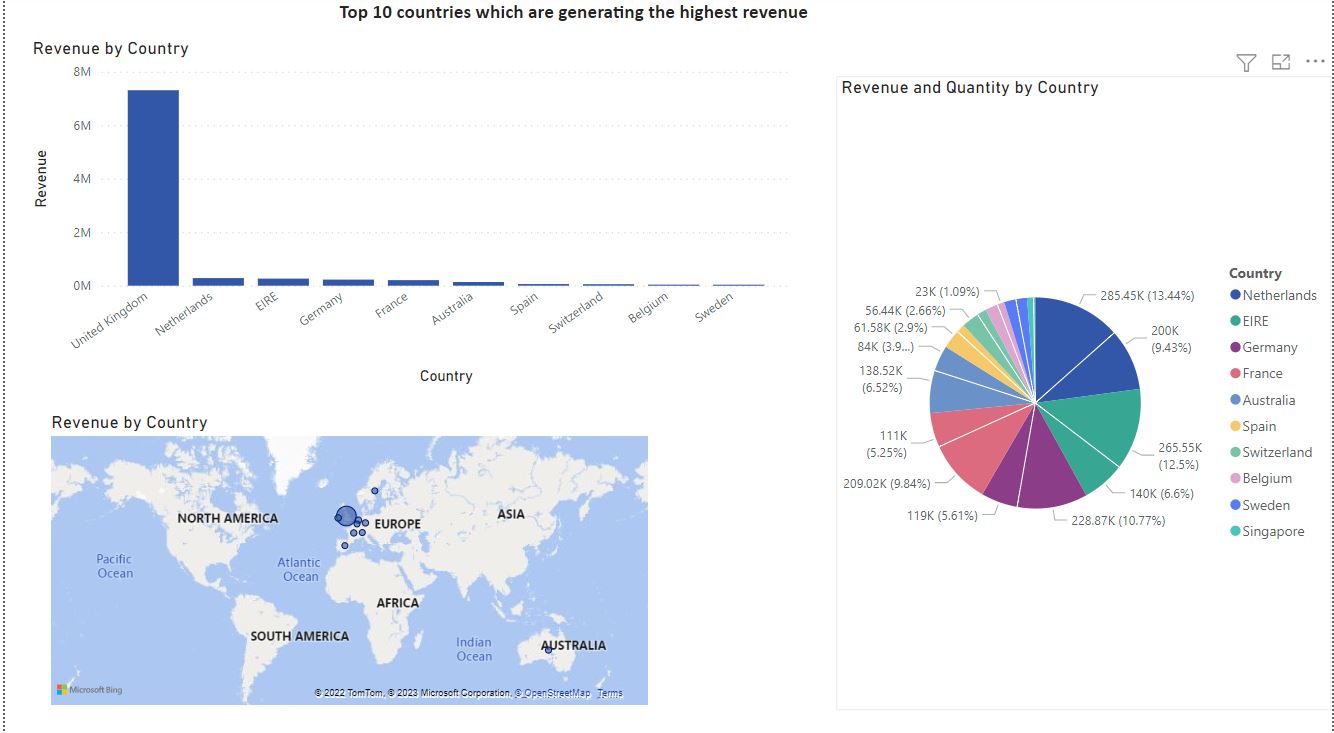 Top 10 countries which are generating the highest revenue
Revenue by Country
8M
6M
4M
2M
0M
Revenue
United Kingdom
Netherlands
EIRE
Germany
France
Australia
Spain
Switzerland
Belgium
Sweden
Country
Revenue by Country
NORTH AMERICA
EUROPE
ASIA
Pacific
Ocean
Atlantic
Ocean
AFRICA
SOUTH AMERICA
Indian
Ocean
AUSTRALIA
Microsoft Bing
© 2022 TomTom, © 2023 Microsoft Corporation, © OpenStreetMap Terms
Revenue and Quantity by Country
285.45K (13.44%)
200K
(9.43%)
265.55K
(12.5%)
140K (6.6%)
228.87K (10.77%)
119K (5.61%)
209.02K (9.84%)
111K
(5.25%)
138.52K
(6.52%)
84K (3.9...)
61.58K (2.9%)
56.44K (2.66%)
23K (1.09%)
Country
Netherlands
EIRE
Germany
France
Australia
Spain
Switzerland
Belgium
Sweden
Singapore